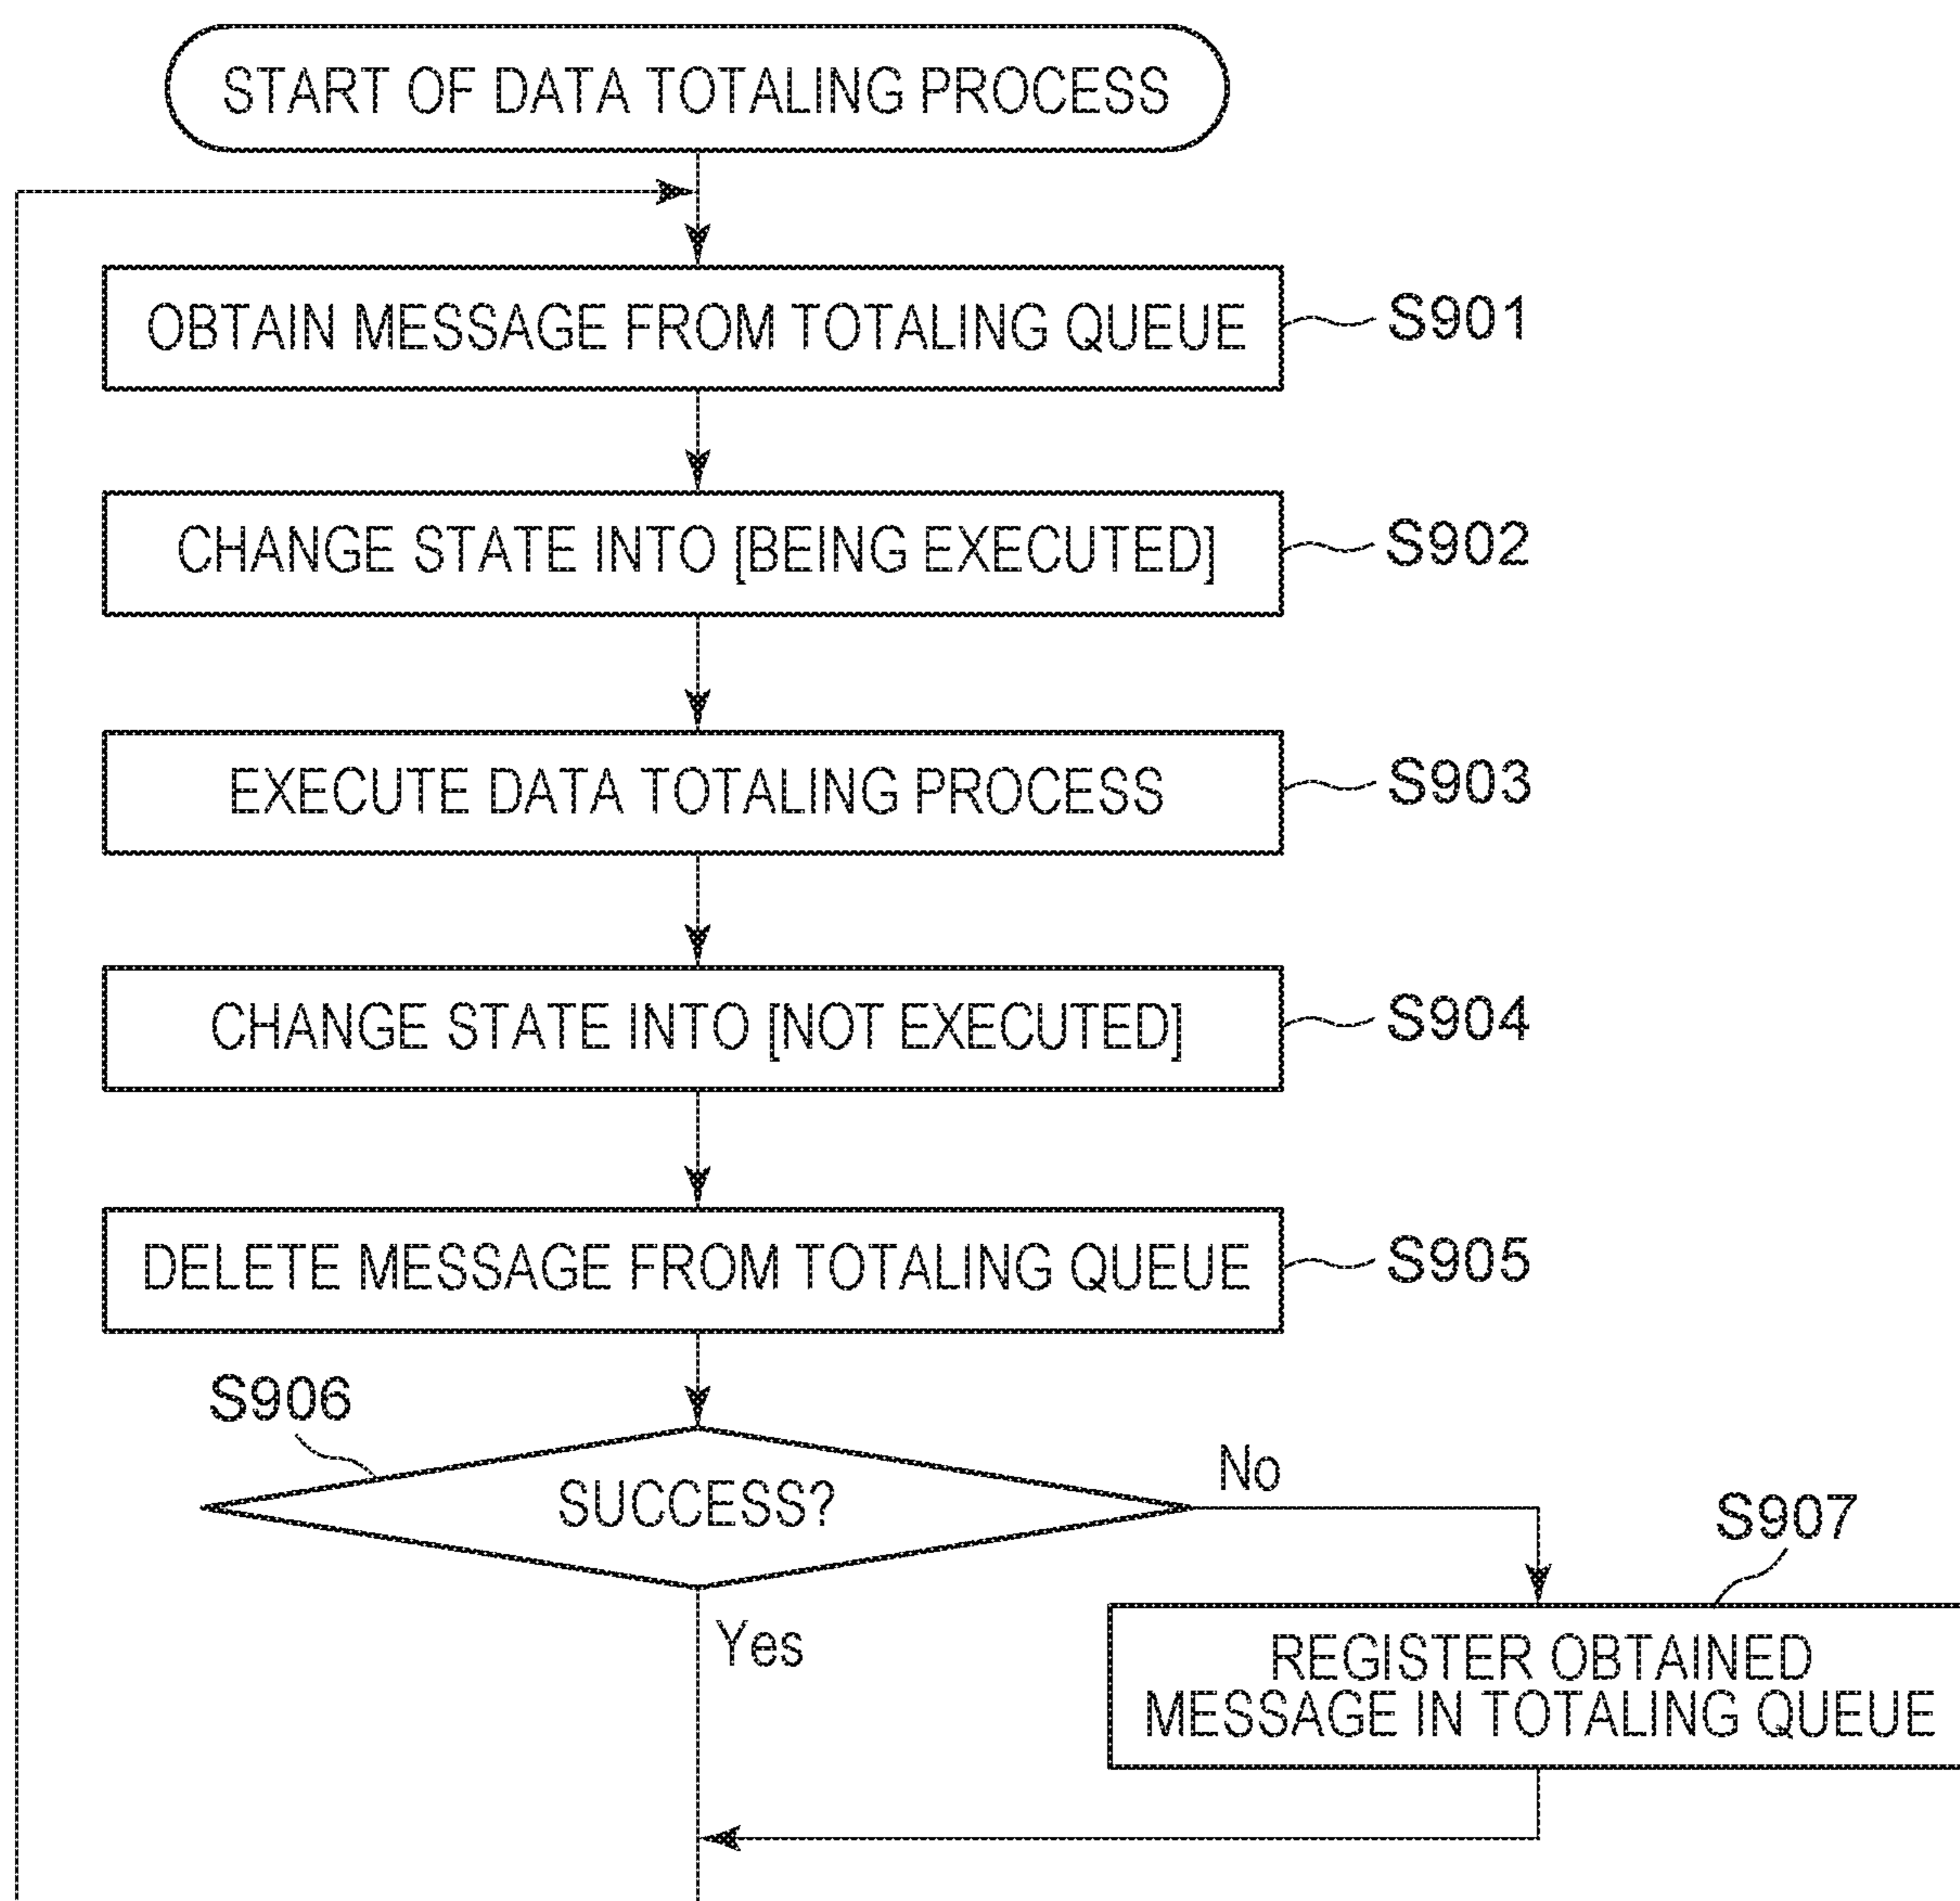 START OF DATA TOTALING PROCESS
OBTAIN MESSAGE FROM TOTALING QUEUE
S901
CHANGE STATE INTO [BEING EXECUTED]
S902
EXECUTE DATA TOTALING PROCESS
S903
CHANGE STATE INTO [NOT EXECUTED]
S904
DELETE MESSAGE FROM TOTALING QUEUE
S905
S906
SUCCESS?
No
S907
Yes
REGISTER OBTAINED
MESSAGE IN TOTALING QUEUE